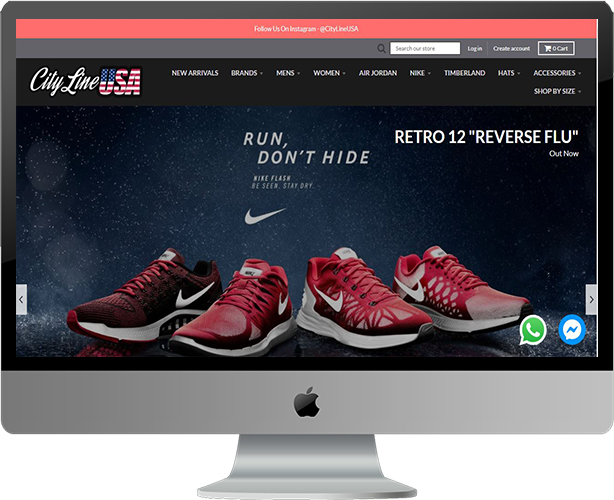 Follow Us On Instagram - @CityLineUSA
Search our store
Log in
Create account
0 Cart
City Line USA
NEW ARRIVALS
BRANDS
MENS
WOMEN
AIR JORDAN
NIKE
TIMBERLAND
HATS
ACCESSORIES
SHOP BY SIZE
RUN,
DON'T HIDE
NIKE FLASH
BE SEEN. STAY DRY.
RETRO 12 "REVERSE FLU"
Out Now